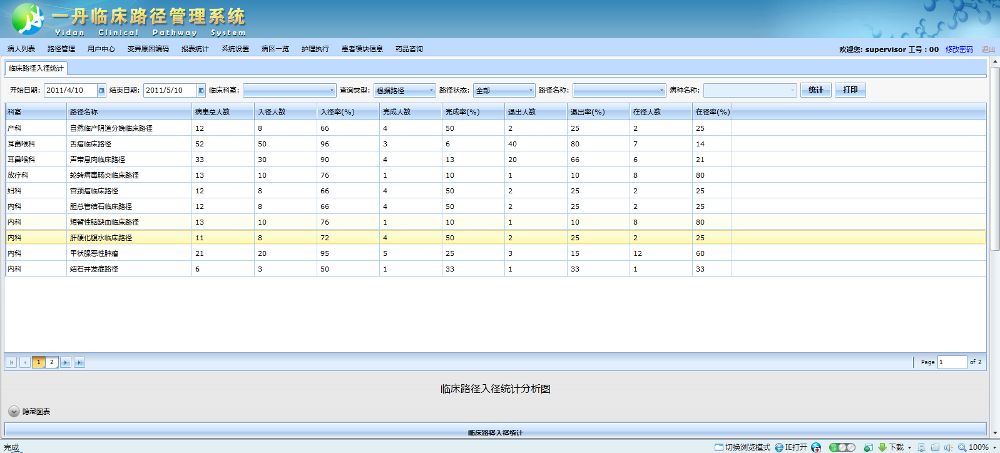 一丹临床路径管理系统
Yidan Clinical Pathway System
病人列表 路径管理 用户中心 变异原因编码 报表统计 系统设置 病区一览 护理执行 患者模块信息 药品咨询 欢迎您: supervisor 工号：00 修改密码 退出
临床路径入径统计
开始日期: 2011/4/10 结束日期: 2011/5/10 临床科室: 查询类型: 根据路径 路径状态: 全部 路径名称: 病种名称: 统计 打印
科室 路径名称 病患总人数 入径人数 入径率(%) 完成人数 完成率(%) 退出人数 退出率(%) 在径人数 在径率(%)
产科 自然临产阴道分娩临床路径 12 8 66 4 50 2 25 2 25
耳鼻喉科 舌癌临床路径 52 50 96 3 6 40 80 7 14
耳鼻喉科 声带息肉临床路径 33 30 90 4 13 20 66 6 21
放疗科 轮转病毒肠炎临床路径 13 10 76 1 10 1 10 8 80
妇科 宫颈癌临床路径 12 8 66 4 50 2 25 2 25
内科 胆总管结石临床路径 12 8 66 4 50 2 25 2 25
内科 短暂性脑缺血临床路径 13 10 76 1 10 1 10 8 80
内科 肝硬化腹水临床路径 11 8 72 4 50 2 25 2 25
内科 甲状腺恶性肿瘤 21 20 95 5 25 3 15 12 60
内科 结石并发症路径 6 3 50 1 33 1 33 1 33
1 2 Page 1 of 2
临床路径入径统计分析图
隐藏图表
临床路径入径统计
完成 切换浏览模式 IE打开 下载 100%